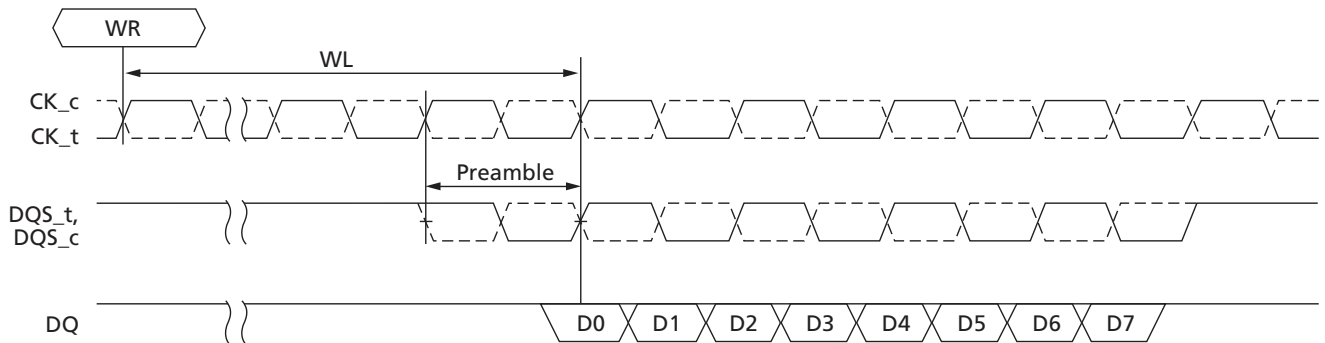 WR
WL
CK_c
CK_t
Preamble
DQS_t,
DQS_c
DQ
D0 D1 D2 D3 D4 D5 D6 D7